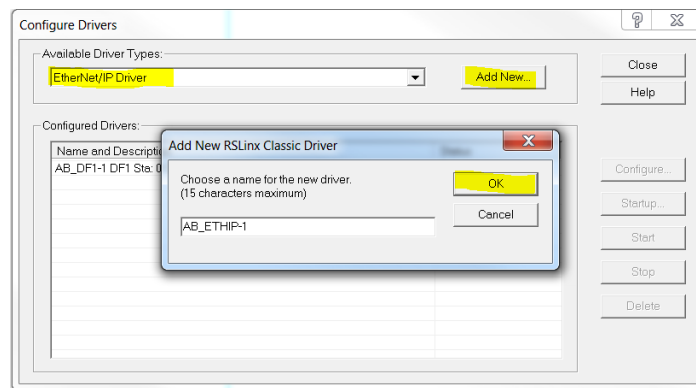 Configure Drivers
Available Driver Types:
EtherNet/IP Driver
Add New...
Close
Help
Configured Drivers:
Name and Descripti
Status
AB_DF1-1 DF1 Sta: 0
Add New RSLinx Classic Driver
Choose a name for the new driver.
(15 characters maximum)
AB_ETHIP-1
OK
Cancel
Configure...
Startup...
Start
Stop
Delete